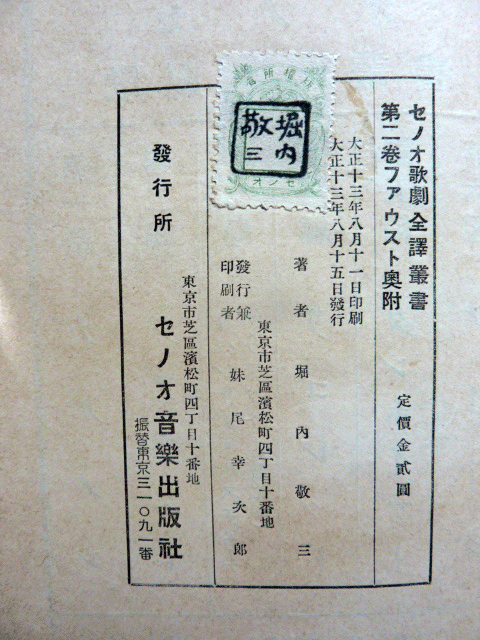 セノオ歌劇全譯叢書
第二卷ファウスト奧附
定價金貳圓
大正十三年八月十一日印刷
大正十三年八月十五日發行
著者 堀内敬三
東京市芝區濱松町四丁目十番地
發行兼
印刷者 妹尾幸次郎
東京市芝區濱松町四丁目十番地
發行所 セノオ音樂出版社
振替東京三一〇九一番
堀内
敬三
セノオ